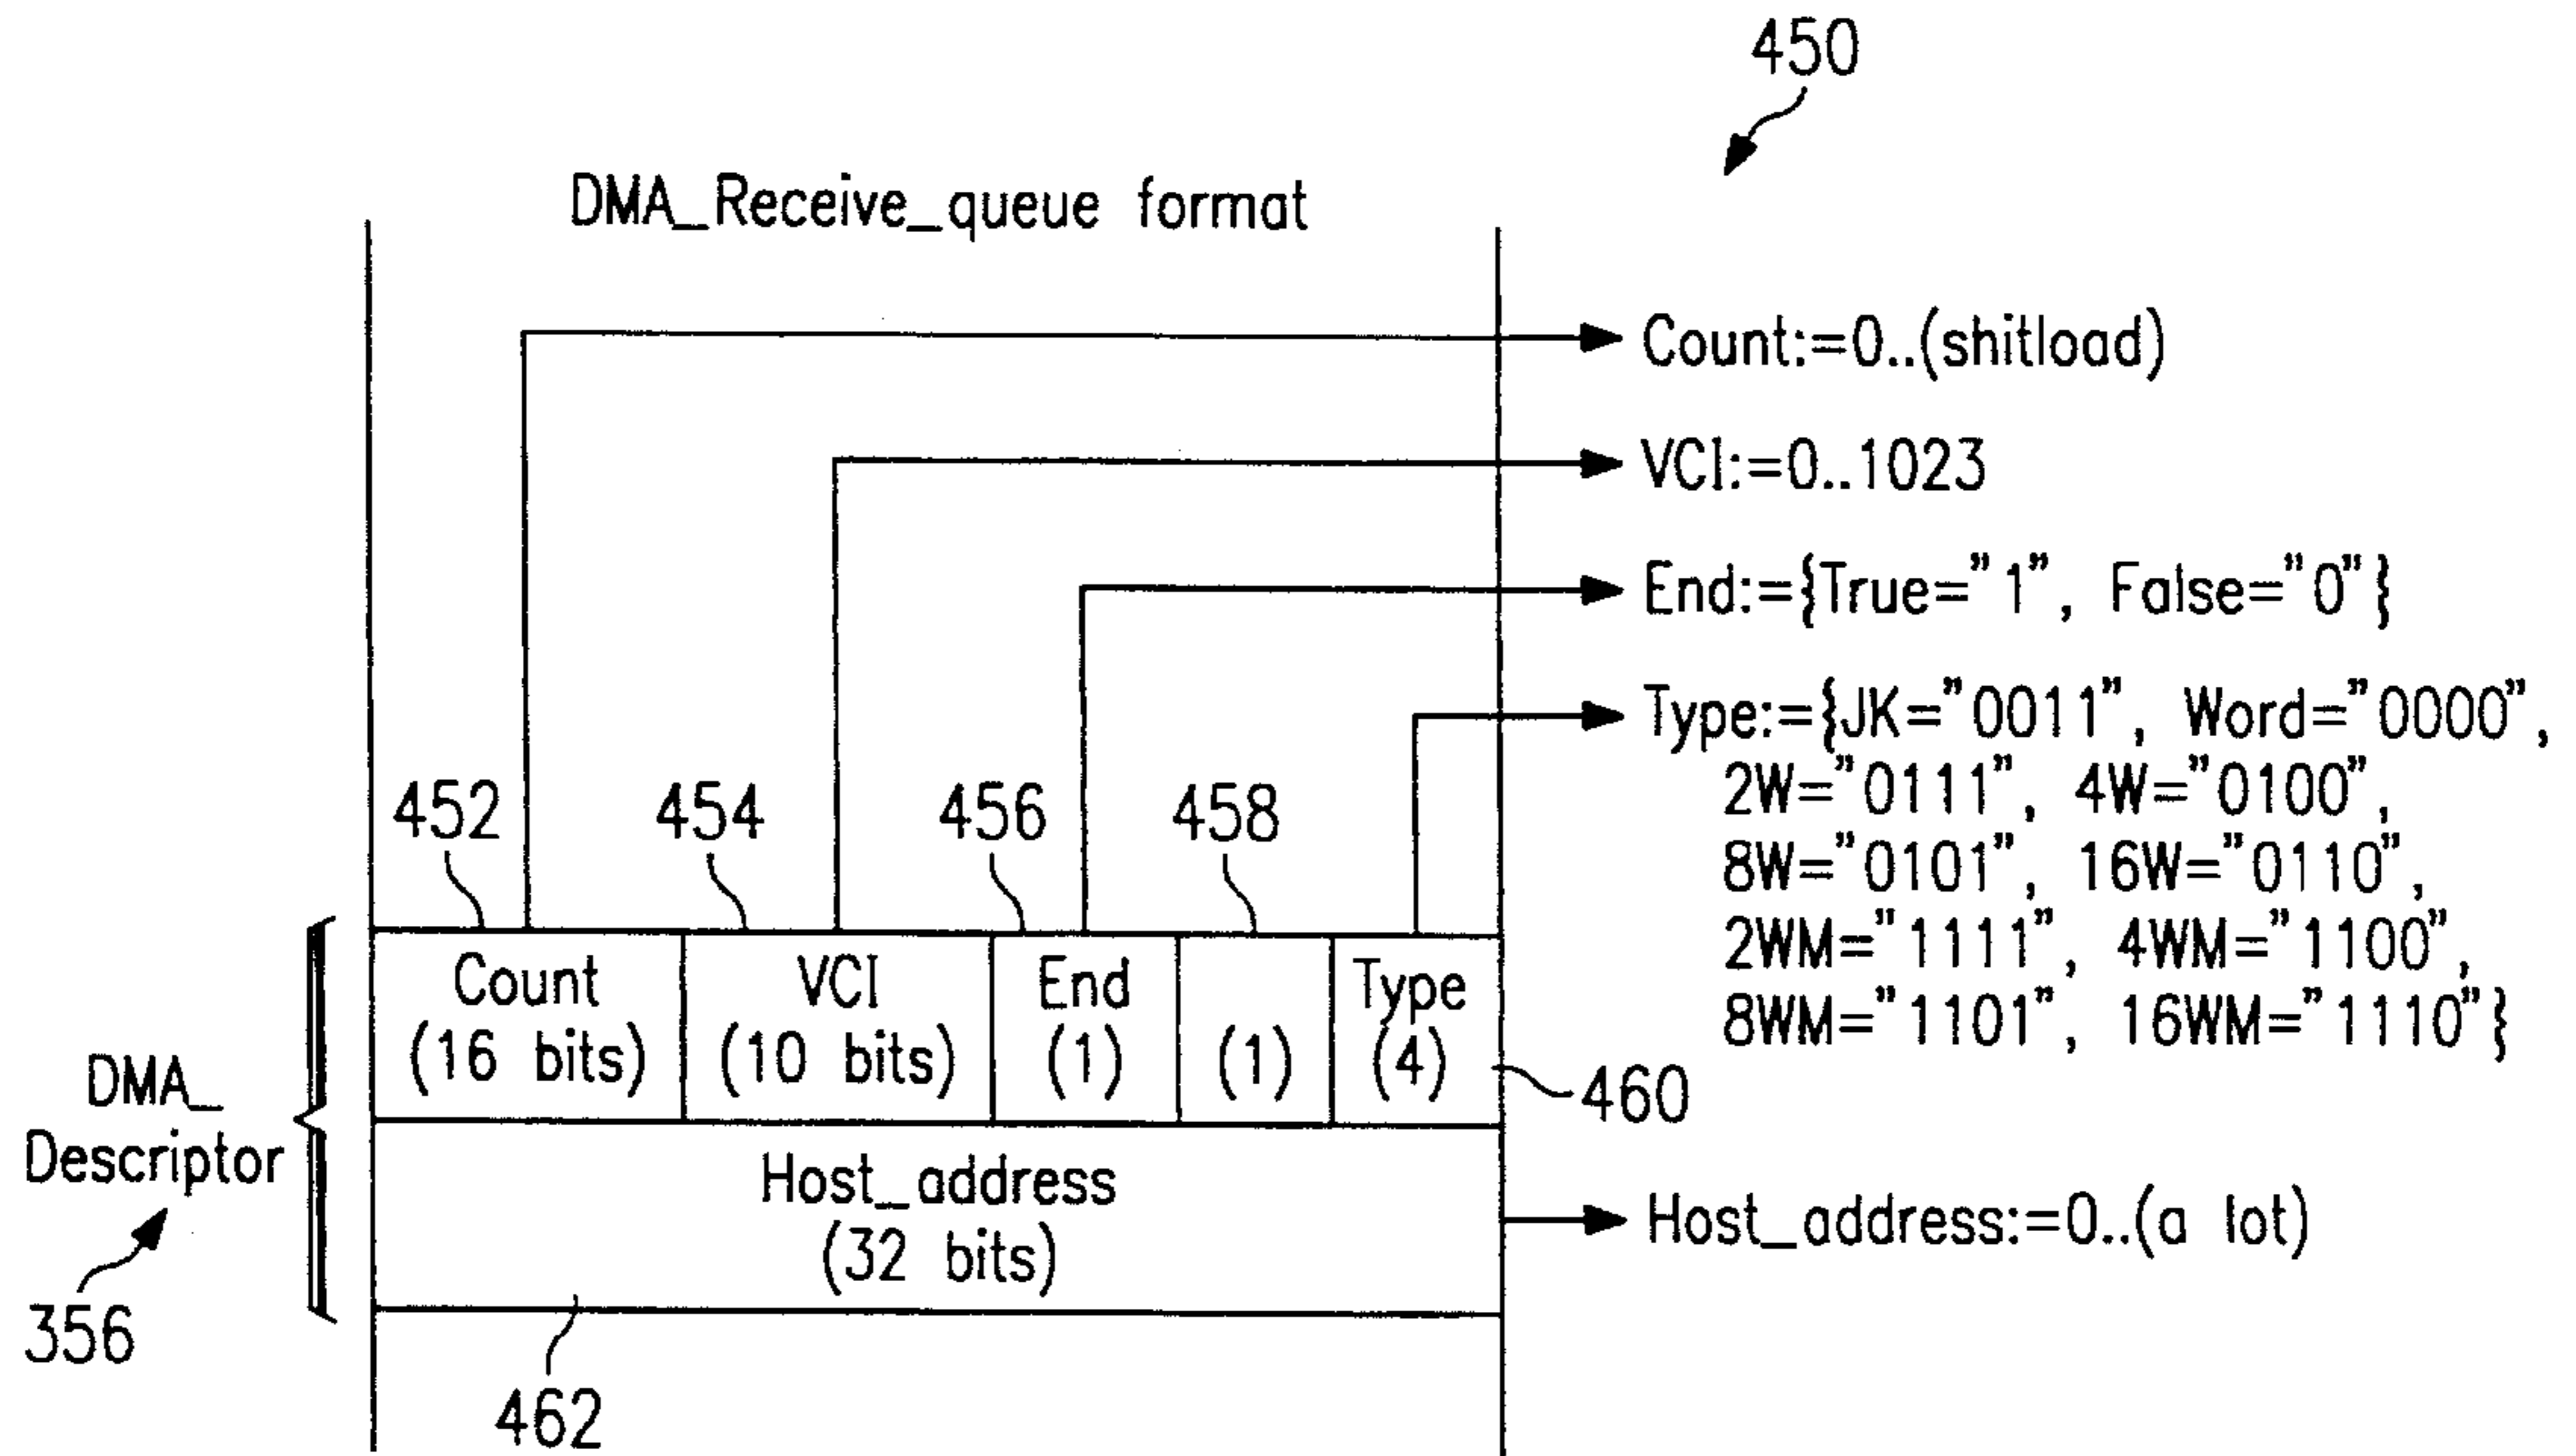 450
DMA_Receive_queue format
Count:=0..(shitload)
VCI:=0..1023
End:={True="1", False="0"}
Type:={JK="0011", Word="0000",
2W="0111", 4W="0100",
8W="0101", 16W="0110",
2WM="1111", 4WM="1100",
8WM="1101", 16WM="1110"}
452 454 456 458
Count VCI End Type
(16 bits) (10 bits) (1) (1) (4)
460
DMA_
Descriptor
356
Host_address
(32 bits)
Host_address:=0..(a lot)
462